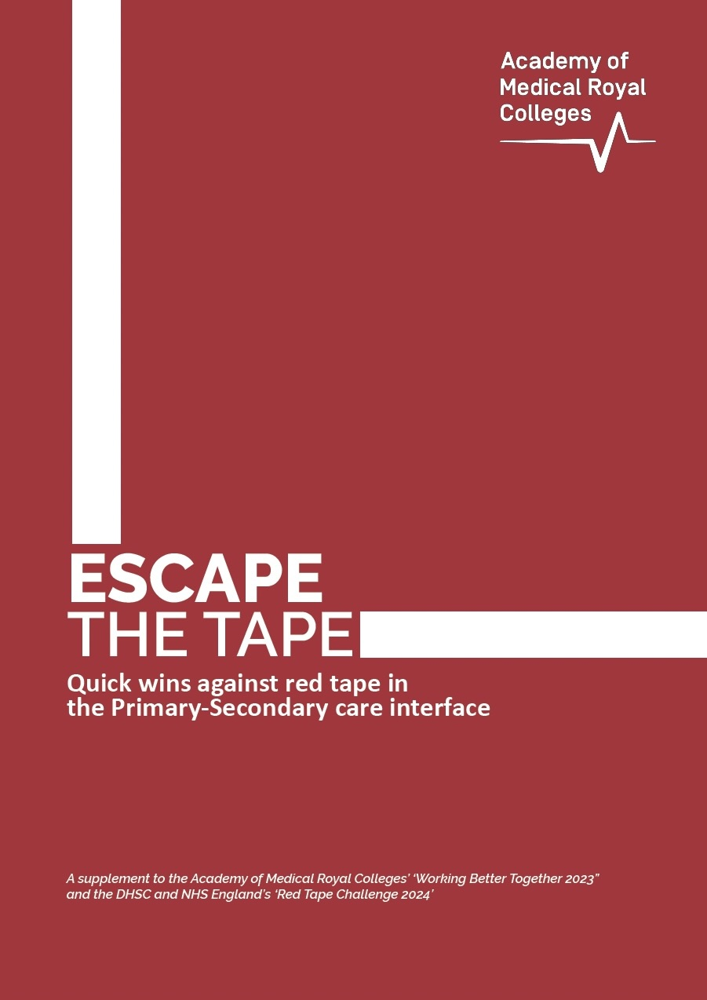 Academy of
Medical Royal
Colleges
ESCAPE
THE TAPE
Quick wins against red tape in
the Primary-Secondary care interface
A supplement to the Academy of Medical Royal Colleges’ ‘Working Better Together 2023”
and the DHSC and NHS England’s ‘Red Tape Challenge 2024’